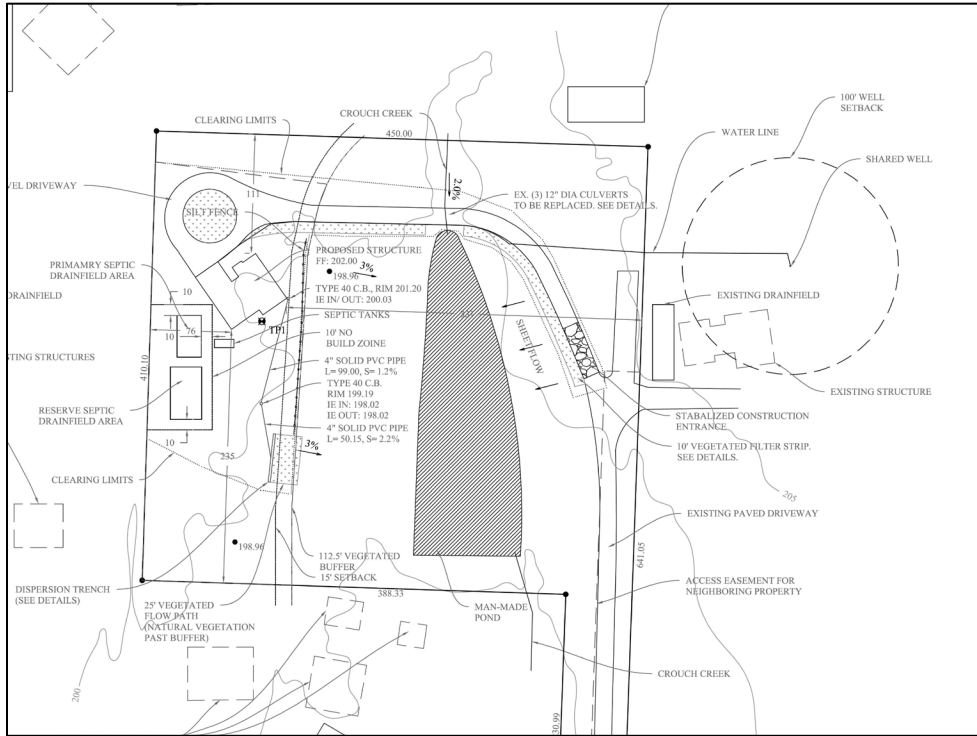 CROUCH CREEK
CLEARING LIMITS
450.00
100' WELL
SETBACK
WATER LINE
SHARED WELL
2.0%
VEL DRIVEWAY
111
EX. (3) 12" DIA CULVERTS
TO BE REPLACED. SEE DETAILS.
SILT FENCE
PROPOSED STRUCTURE
FF: 202.00
3%
198.96
PRIMAMRY SEPTIC
DRAINFIELD AREA
TYPE 40 C.B., RIM 201.20
IE IN/ OUT: 200.03
DRAINFIELD
10
SEPTIC TANKS
EXISTING DRAINFIELD
TP1
76
10
10' NO
BUILD ZOINE
SHEET FLOW
STING STRUCTURES
410.10
4" SOLID PVC PIPE
L= 99.00, S= 1.2%
TYPE 40 C.B.
RIM 199.19
IE IN: 198.02
IE OUT: 198.02
EXISTING STRUCTURE
RESERVE SEPTIC
DRAINFIELD AREA
STABALIZED CONSTRUCTION
ENTRANCE
4" SOLID PVC PIPE
L= 50.15, S= 2.2%
10
3%
10' VEGETATED FILTER STRIP.
SEE DETAILS.
235
CLEARING LIMITS
205
EXISTING PAVED DRIVEWAY
198.96
112.5' VEGETATED
BUFFER
15' SETBACK
641.05
DISPERSION TRENCH
(SEE DETAILS)
388.33
ACCESS EASEMENT FOR
NEIGHBORING PROPERTY
25' VEGETATED
FLOW PATH
(NATURAL VEGETATION
PAST BUFFER)
MAN-MADE
POND
CROUCH CREEK
200
30.99